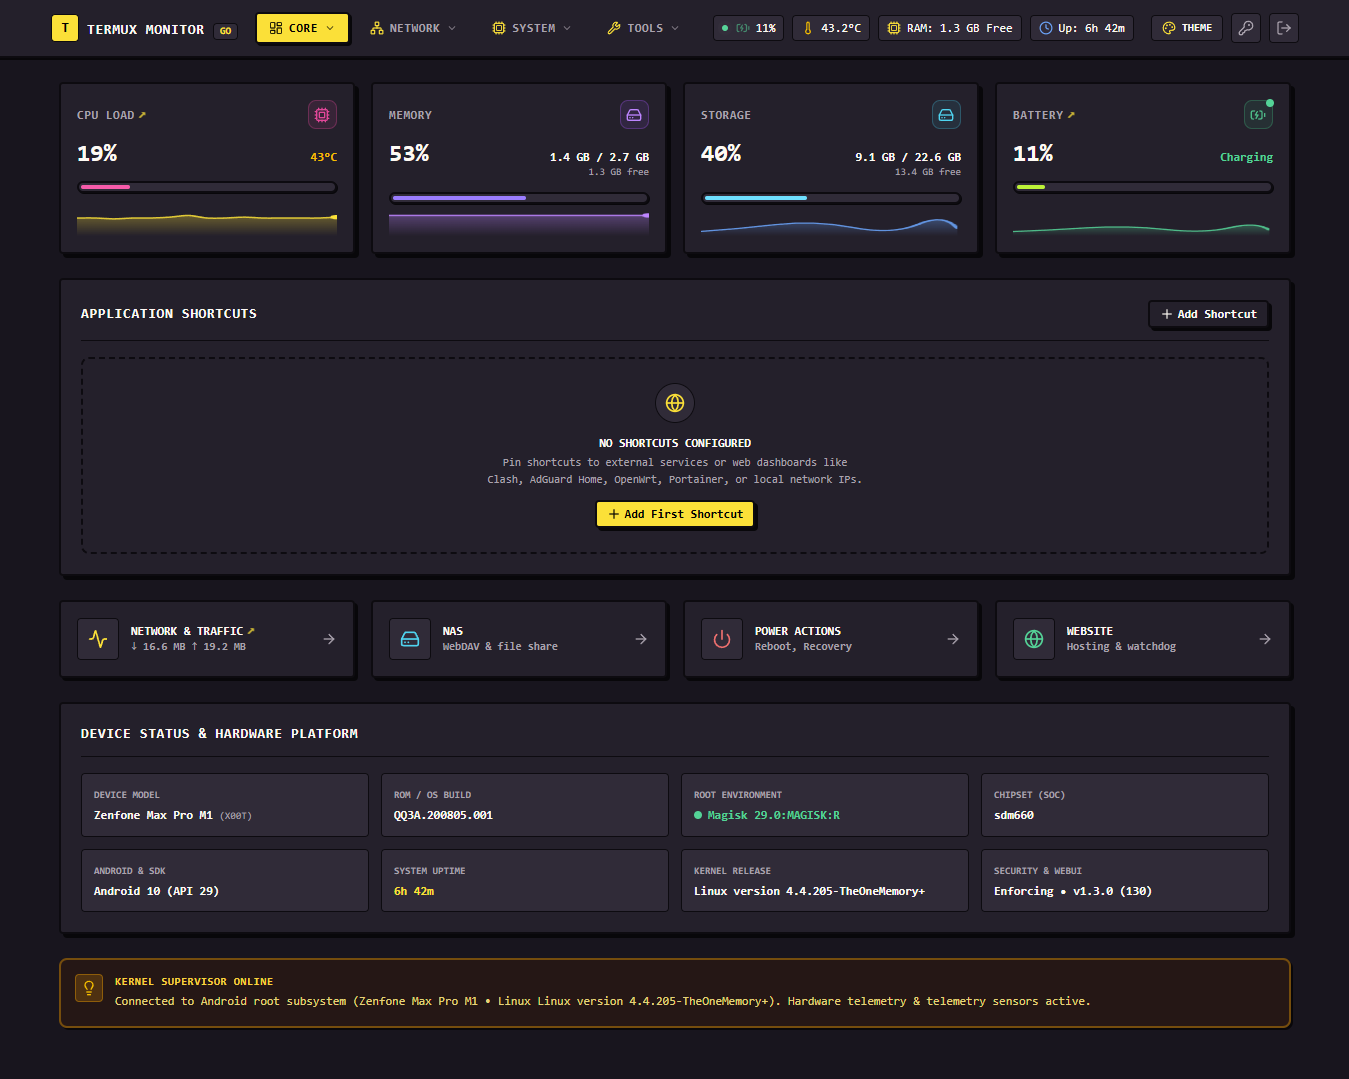 T TERMUX MONITOR GO CORE NETWORK SYSTEM TOOLS 11% 43.2°C RAM: 1.3 GB Free Up: 6h 42m THEME
CPU LOAD ↗
19%
43°C
MEMORY
53%
1.4 GB / 2.7 GB
1.3 GB free
STORAGE
40%
9.1 GB / 22.6 GB
13.4 GB free
BATTERY ↗
11%
Charging
APPLICATION SHORTCUTS
+ Add Shortcut
NO SHORTCUTS CONFIGURED
Pin shortcuts to external services or web dashboards like
Clash, AdGuard Home, OpenWrt, Portainer, or local network IPs.
+ Add First Shortcut
NETWORK & TRAFFIC ↗
↓ 16.6 MB ↑ 19.2 MB
NAS
WebDAV & file share
POWER ACTIONS
Reboot, Recovery
WEBSITE
Hosting & watchdog
DEVICE STATUS & HARDWARE PLATFORM
DEVICE MODEL
Zenfone Max Pro M1 (X00T)
ROM / OS BUILD
QQ3A.200805.001
ROOT ENVIRONMENT
Magisk 29.0:MAGISK:R
CHIPSET (SOC)
sdm660
ANDROID & SDK
Android 10 (API 29)
SYSTEM UPTIME
6h 42m
KERNEL RELEASE
Linux version 4.4.205-TheOneMemory+
SECURITY & WEBUI
Enforcing • v1.3.0 (130)
KERNEL SUPERVISOR ONLINE
Connected to Android root subsystem (Zenfone Max Pro M1 • Linux Linux version 4.4.205-TheOneMemory+). Hardware telemetry & telemetry sensors active.